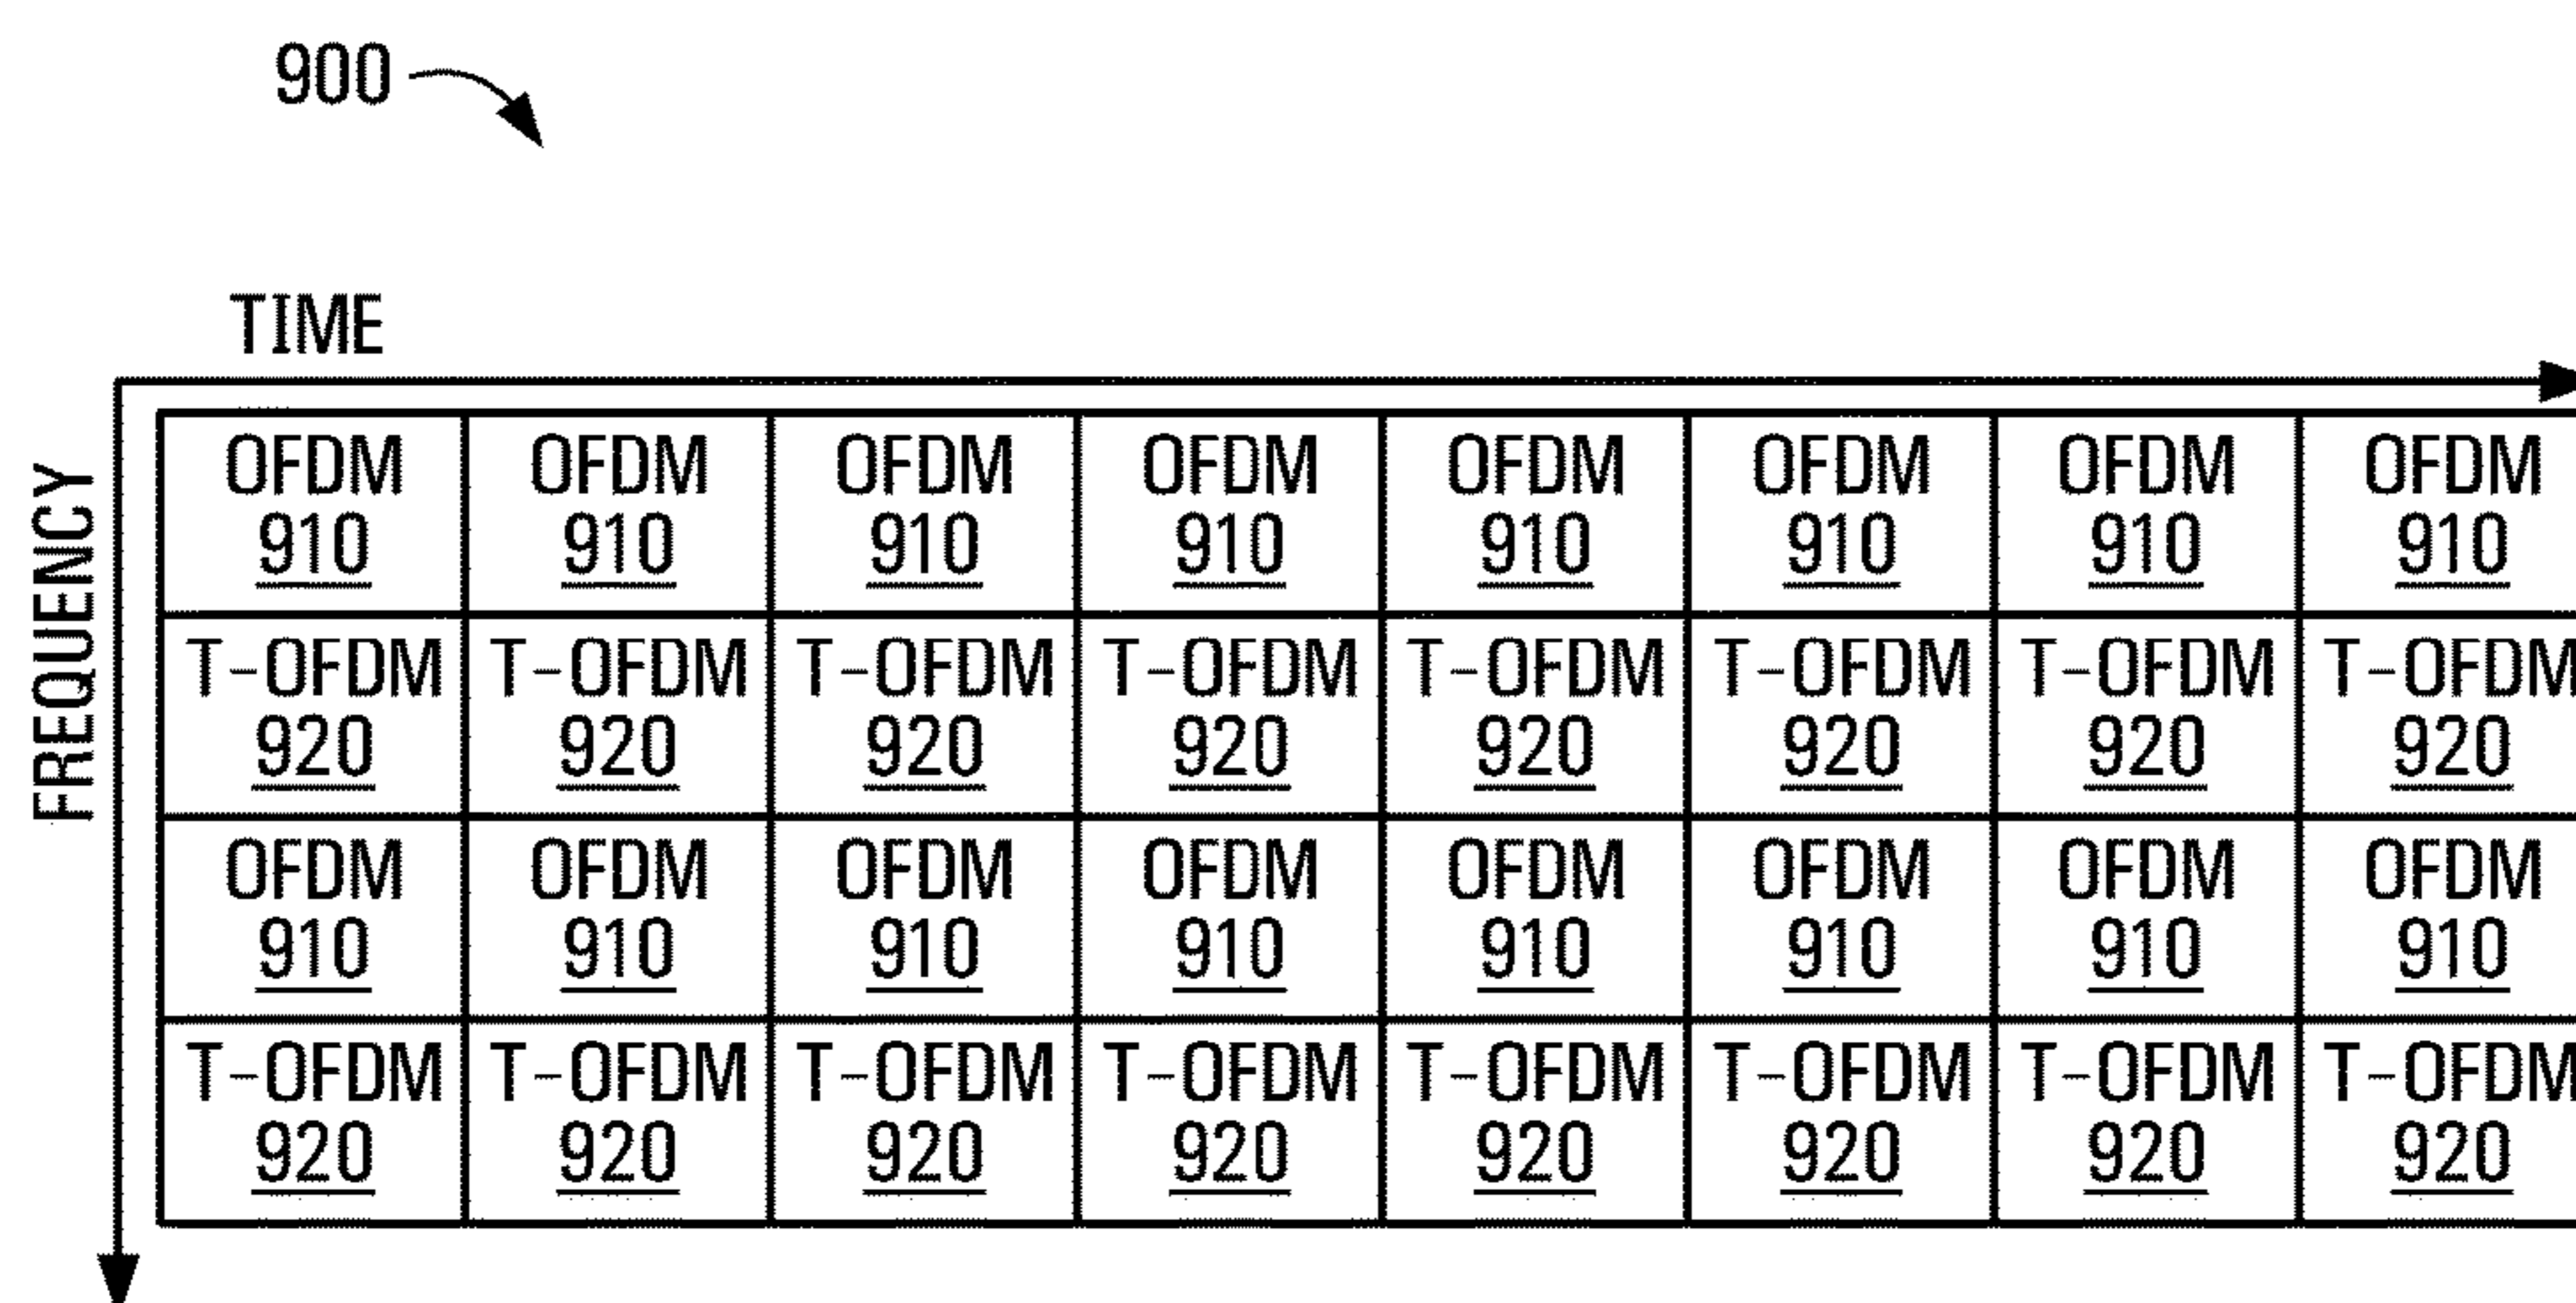 900
TIME
FREQUENCY
OFDM OFDM OFDM OFDM OFDM OFDM OFDM OFDM
910 910 910 910 910 910 910 910
T-OFDM T-OFDM T-OFDM T-OFDM T-OFDM T-OFDM T-OFDM T-OFDM
920 920 920 920 920 920 920 920
OFDM OFDM OFDM OFDM OFDM OFDM OFDM OFDM
910 910 910 910 910 910 910 910
T-OFDM T-OFDM T-OFDM T-OFDM T-OFDM T-OFDM T-OFDM T-OFDM
920 920 920 920 920 920 920 920